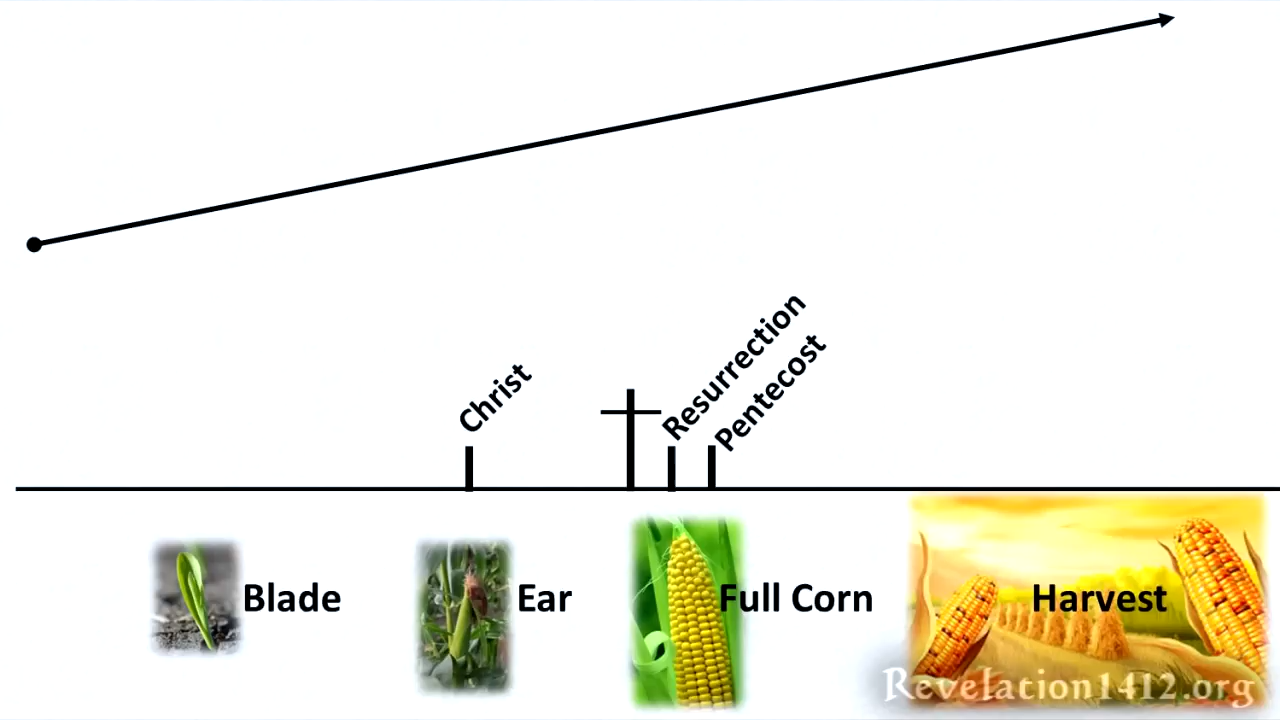 Christ
Resurrection
Pentecost
Blade
Ear
Full Corn
Harvest
Revelation1412.org